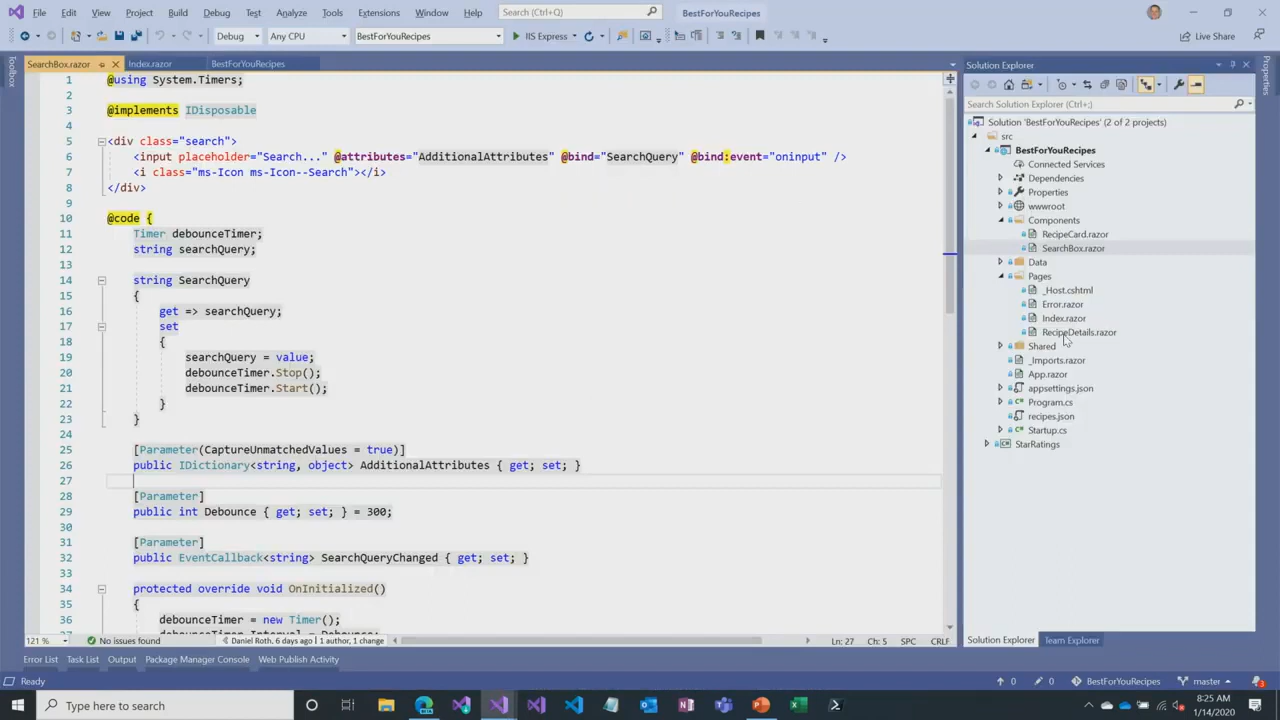 File Edit View Project Build Debug Test Analyze Tools Extensions Window Help Search (Ctrl+Q) BestForYouRecipes
Debug Any CPU BestForYouRecipes IIS Express Live Share
SearchBox.razor Index.razor BestForYouRecipes
Toolbox
1 @using System.Timers;
2
3 @implements IDisposable
4
5 <div class="search">
6 <input placeholder="Search..." @attributes="AdditionalAttributes" @bind="SearchQuery" @bind:event="oninput" />
7 <i class="ms-Icon ms-Icon--Search"></i>
8 </div>
9
10 @code {
11 Timer debounceTimer;
12 string searchQuery;
13
14 string SearchQuery
15 {
16 get => searchQuery;
17 set
18 {
19 searchQuery = value;
20 debounceTimer.Stop();
21 debounceTimer.Start();
22 }
23 }
24
25 [Parameter(CaptureUnmatchedValues = true)]
26 public IDictionary<string, object> AdditionalAttributes { get; set; }
27
28 [Parameter]
29 public int Debounce { get; set; } = 300;
30
31 [Parameter]
32 public EventCallback<string> SearchQueryChanged { get; set; }
33
34 protected override void OnInitialized()
35 {
36 debounceTimer = new Timer();
debounceTimer.Interval = Debounce;
121 % No issues found Daniel Roth, 6 days ago | 1 author, 1 change Ln: 27 Ch: 5 SPC CRLF
Solution Explorer
Search Solution Explorer (Ctrl+;)
Solution 'BestForYouRecipes' (2 of 2 projects)
src
BestForYouRecipes
Connected Services
Dependencies
Properties
wwwroot
Components
RecipeCard.razor
SearchBox.razor
Data
Pages
_Host.cshtml
Error.razor
Index.razor
RecipeDetails.razor
Shared
_Imports.razor
App.razor
appsettings.json
Program.cs
recipes.json
Startup.cs
StarRatings
Solution Explorer Team Explorer
Properties
Error List Task List Output Package Manager Console Web Publish Activity
Ready 0 0 BestForYouRecipes master
Type here to search
8:25 AM
1/14/2020